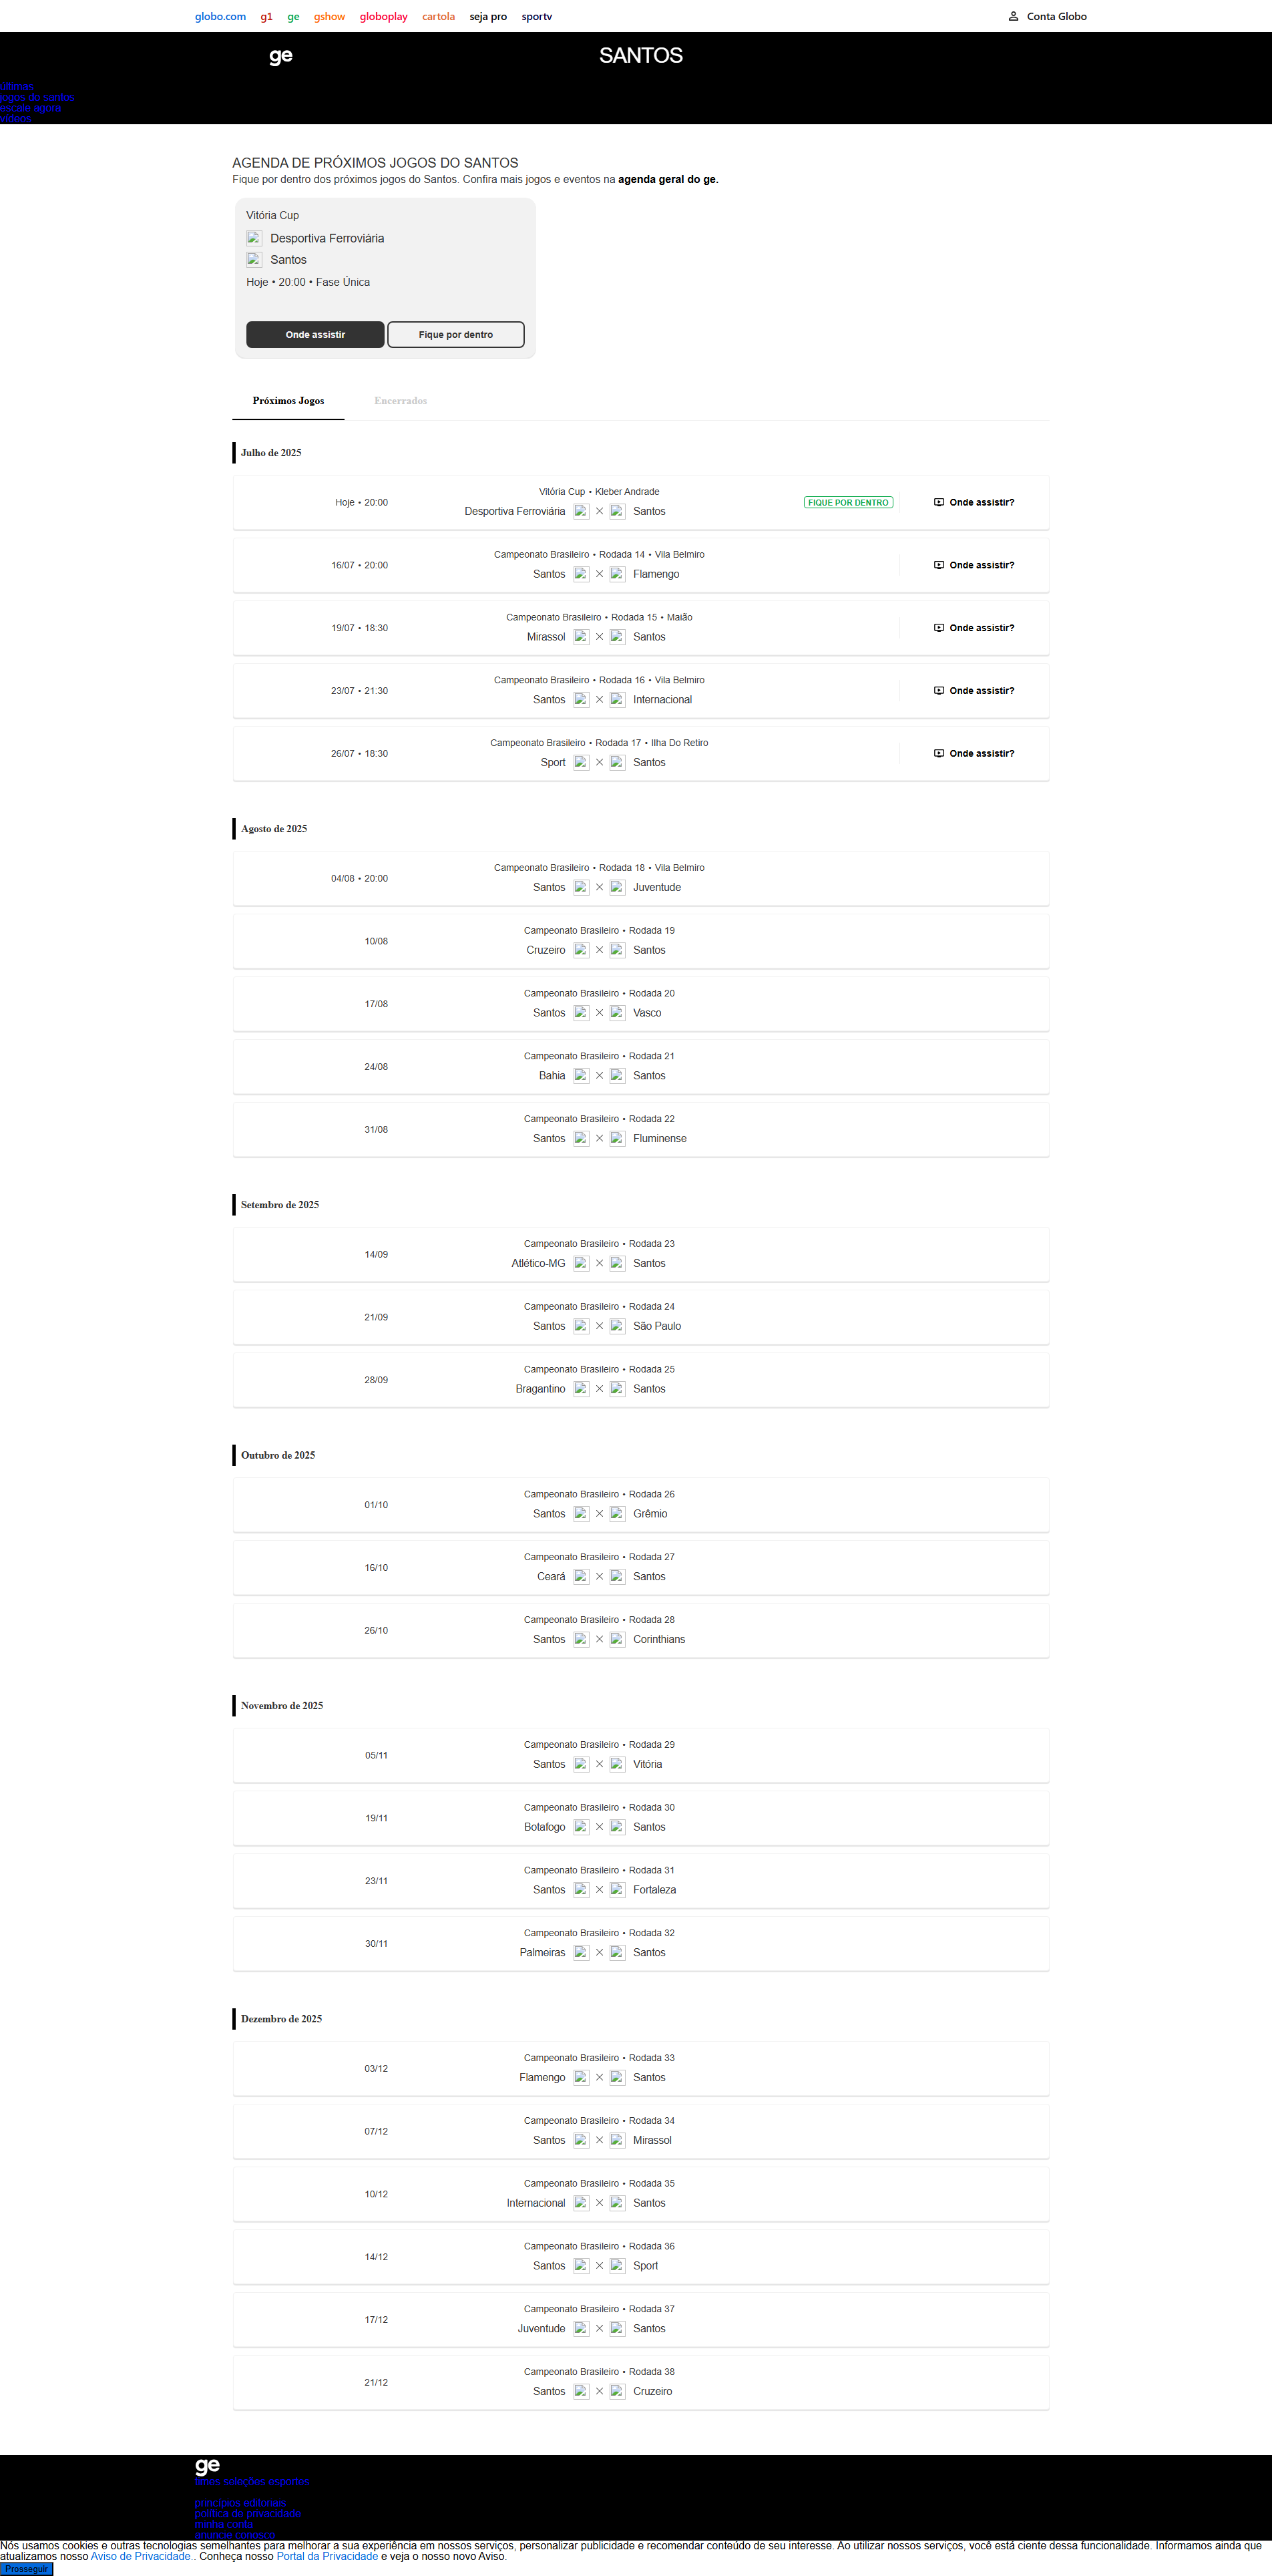 globo.com g1 ge gshow globoplay cartola seja pro sportv Conta Globo
ge SANTOS
últimas
jogos do santos
escale agora
vídeos
AGENDA DE PRÓXIMOS JOGOS DO SANTOS
Fique por dentro dos próximos jogos do Santos. Confira mais jogos e eventos na agenda geral do ge.
Vitória Cup
Desportiva Ferroviária
Santos
Hoje • 20:00 • Fase Única
Onde assistir Fique por dentro
Próximos Jogos Encerrados
Julho de 2025
Vitória Cup • Kleber Andrade
Hoje • 20:00 FIQUE POR DENTRO Onde assistir?
Desportiva Ferroviária Santos
Campeonato Brasileiro • Rodada 14 • Vila Belmiro
16/07 • 20:00 Onde assistir?
Santos Flamengo
Campeonato Brasileiro • Rodada 15 • Maião
19/07 • 18:30 Onde assistir?
Mirassol Santos
Campeonato Brasileiro • Rodada 16 • Vila Belmiro
23/07 • 21:30 Onde assistir?
Santos Internacional
Campeonato Brasileiro • Rodada 17 • Ilha Do Retiro
26/07 • 18:30 Onde assistir?
Sport Santos
Agosto de 2025
Campeonato Brasileiro • Rodada 18 • Vila Belmiro
04/08 • 20:00
Santos Juventude
Campeonato Brasileiro • Rodada 19
10/08
Cruzeiro Santos
Campeonato Brasileiro • Rodada 20
17/08
Santos Vasco
Campeonato Brasileiro • Rodada 21
24/08
Bahia Santos
Campeonato Brasileiro • Rodada 22
31/08
Santos Fluminense
Setembro de 2025
Campeonato Brasileiro • Rodada 23
14/09
Atlético-MG Santos
Campeonato Brasileiro • Rodada 24
21/09
Santos São Paulo
Campeonato Brasileiro • Rodada 25
28/09
Bragantino Santos
Outubro de 2025
Campeonato Brasileiro • Rodada 26
01/10
Santos Grêmio
Campeonato Brasileiro • Rodada 27
16/10
Ceará Santos
Campeonato Brasileiro • Rodada 28
26/10
Santos Corinthians
Novembro de 2025
Campeonato Brasileiro • Rodada 29
05/11
Santos Vitória
Campeonato Brasileiro • Rodada 30
19/11
Botafogo Santos
Campeonato Brasileiro • Rodada 31
23/11
Santos Fortaleza
Campeonato Brasileiro • Rodada 32
30/11
Palmeiras Santos
Dezembro de 2025
Campeonato Brasileiro • Rodada 33
03/12
Flamengo Santos
Campeonato Brasileiro • Rodada 34
07/12
Santos Mirassol
Campeonato Brasileiro • Rodada 35
10/12
Internacional Santos
Campeonato Brasileiro • Rodada 36
14/12
Santos Sport
Campeonato Brasileiro • Rodada 37
17/12
Juventude Santos
Campeonato Brasileiro • Rodada 38
21/12
Santos Cruzeiro
ge
times seleções esportes
princípios editoriais
política de privacidade
minha conta
anuncie conosco
Nós usamos cookies e outras tecnologias semelhantes para melhorar a sua experiência em nossos serviços, personalizar publicidade e recomendar conteúdo de seu interesse. Ao utilizar nossos serviços, você está ciente dessa funcionalidade. Informamos ainda que
atualizamos nosso Aviso de Privacidade.. Conheça nosso Portal da Privacidade e veja o nosso novo Aviso.
Prosseguir